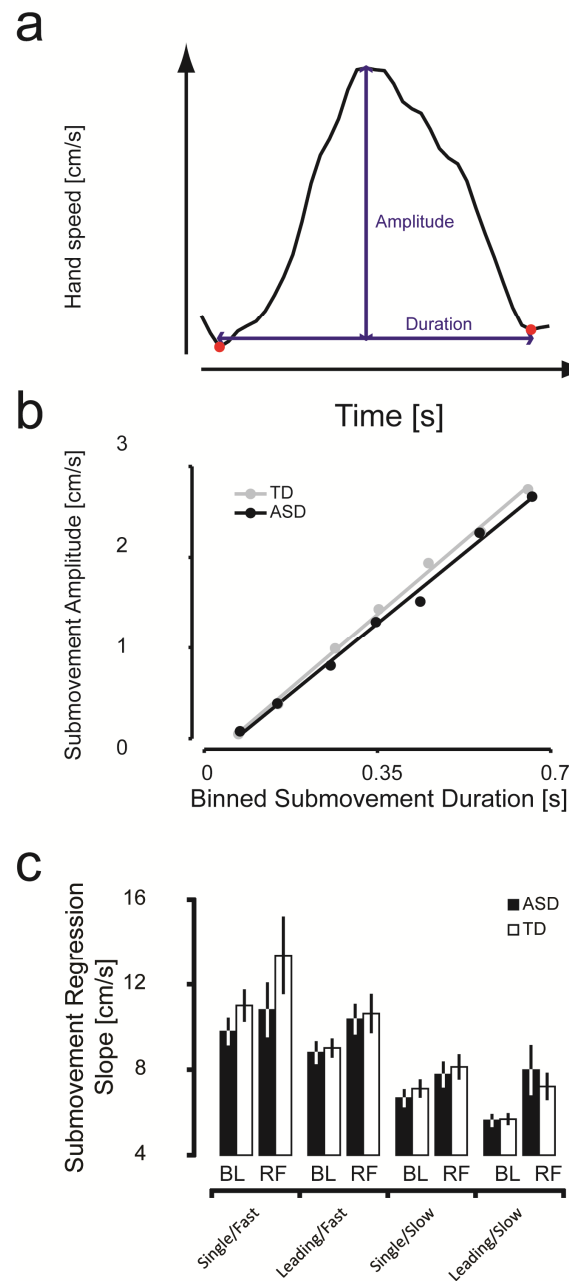 a
Hand speed [cm/s]
Amplitude
Duration
Time [s]
b
Submovement Amplitude [cm/s]
3
2
1
0
TD
ASD
0 0.35 0.7
Binned Submovement Duration [s]
c
Submovement Regression
Slope [cm/s]
16
12
8
4
ASD
TD
BL RF BL RF BL RF BL RF
Single/Fast
Leading/Fast
Single/Slow
Leading/Slow